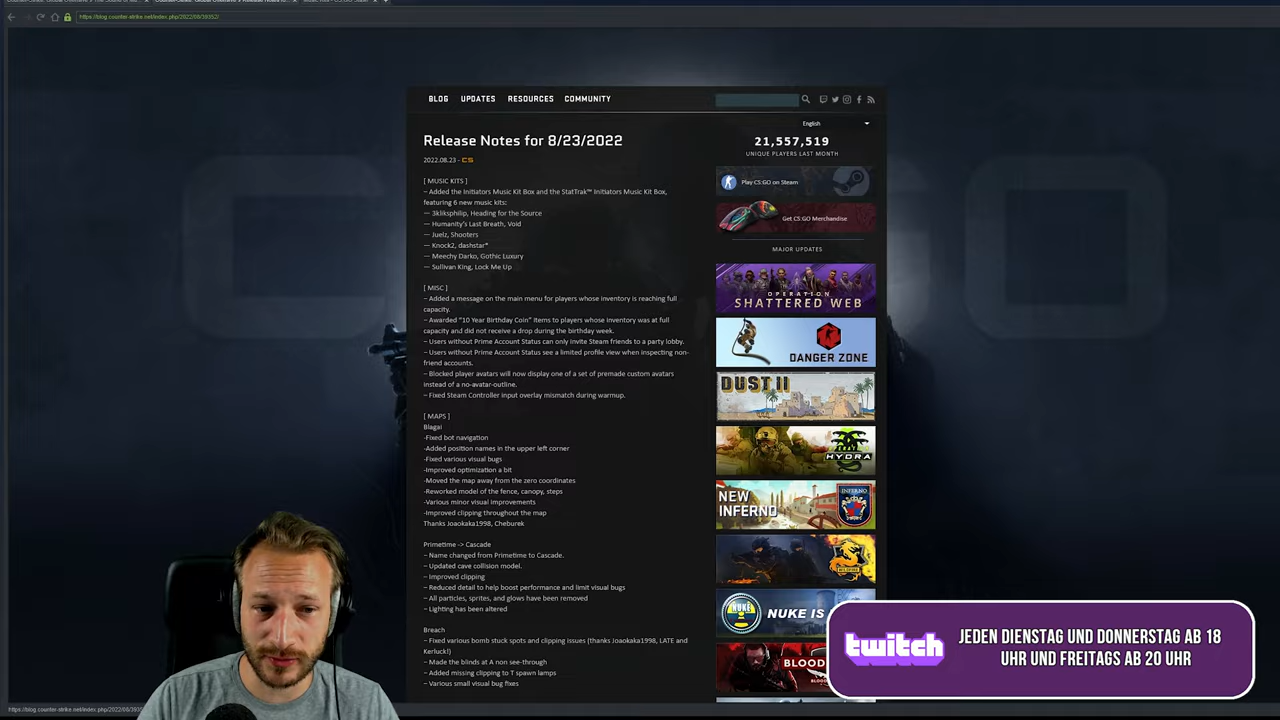 https://blog.counter-strike.net/index.php/2022/08/39352/
BLOG UPDATES RESOURCES COMMUNITY
English
Release Notes for 8/23/2022
2022.08.23 - CS
[ MUSIC KITS ]
– Added the Initiators Music Kit Box and the StatTrak™ Initiators Music Kit Box,
featuring 6 new music kits:
— 3kliksphilip, Heading for the Source
— Humanity's Last Breath, Void
— Juelz, Shooters
— Knock2, dashstar*
— Meechy Darko, Gothic Luxury
— Sullivan King, Lock Me Up
[ MISC ]
– Added a message on the main menu for players whose inventory is reaching full
capacity.
– Awarded "10 Year Birthday Coin" items to players whose inventory was at full
capacity and did not receive a drop during the birthday week.
– Users without Prime Account Status can only invite Steam friends to a party lobby.
– Users without Prime Account Status see a limited profile view when inspecting non-
friend accounts.
– Blocked player avatars will now display one of a set of premade custom avatars
instead of a no-avatar-outline.
– Fixed Steam Controller input overlay mismatch during warmup.
[ MAPS ]
Blagai
-Fixed bot navigation
-Added position names in the upper left corner
-Fixed various visual bugs
-Improved optimization a bit
-Moved the map away from the zero coordinates
-Reworked model of the fence, canopy, steps
-Various minor visual improvements
-Improved clipping throughout the map
Thanks Joaokaka1998, Cheburek
Primetime -> Cascade
– Name changed from Primetime to Cascade.
– Updated cave collision model.
– Improved clipping
– Reduced detail to help boost performance and limit visual bugs
– All particles, sprites, and glows have been removed
– Lighting has been altered
Breach
– Fixed various bomb stuck spots and clipping issues (thanks Joaokaka1998, LATE and
Kerluck!)
– Made the blinds at A non see-through
– Added missing clipping to T spawn lamps
– Various small visual bug fixes
21,557,519
UNIQUE PLAYERS LAST MONTH
Play CS:GO on Steam
Get CS:GO Merchandise
MAJOR UPDATES
OPERATION
SHATTERED WEB
DANGER ZONE
DUST II
HYDRA
NEW
INFERNO
INFERNO
NUKE
NUKE IS
BLOOD
twitch
JEDEN DIENSTAG UND DONNERSTAG AB 18
UHR UND FREITAGS AB 20 UHR